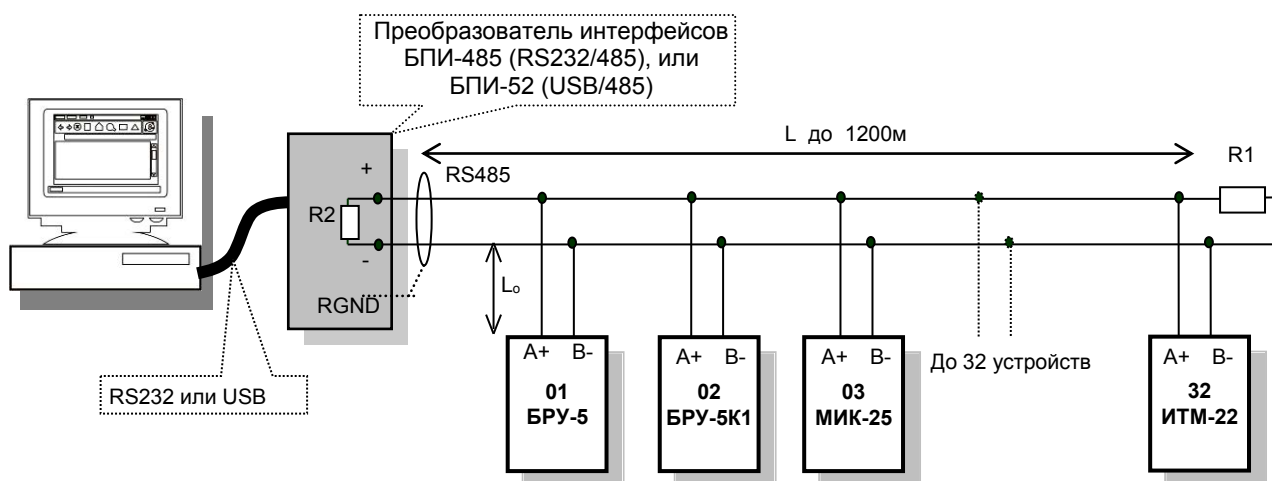 Преобразователь интерфейсов
БПИ-485 (RS232/485), или
БПИ-52 (USB/485)
L до 1200м
R1
+
RS485
R2
-
RGND
Lo
RS232 или USB
A+ B-
01
БРУ-5
A+ B-
02
БРУ-5К1
A+ B-
03
МИК-25
До 32 устройств
A+ B-
32
ИТМ-22